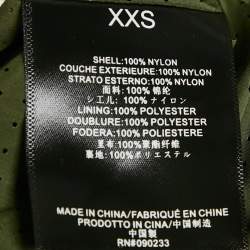 XXS
SHELL:100% NYLON
COUCHE EXTERIEURE:100% NYLON
STRATO ESTERNO:100% NYLON
面料: 100% 锦纶
シエル: 100% ナイロン
LINING:100% POLYESTER
DOUBLURE:100% POLYESTER
FODERA:100% POLIESTERE
里布: 100%聚酯纤维
裏地: 100%ポリエステル
MADE IN CHINA/FABRIQUÉ EN CHINE
PRODOTTO IN CINA/中国制造
中国製
RN#090233